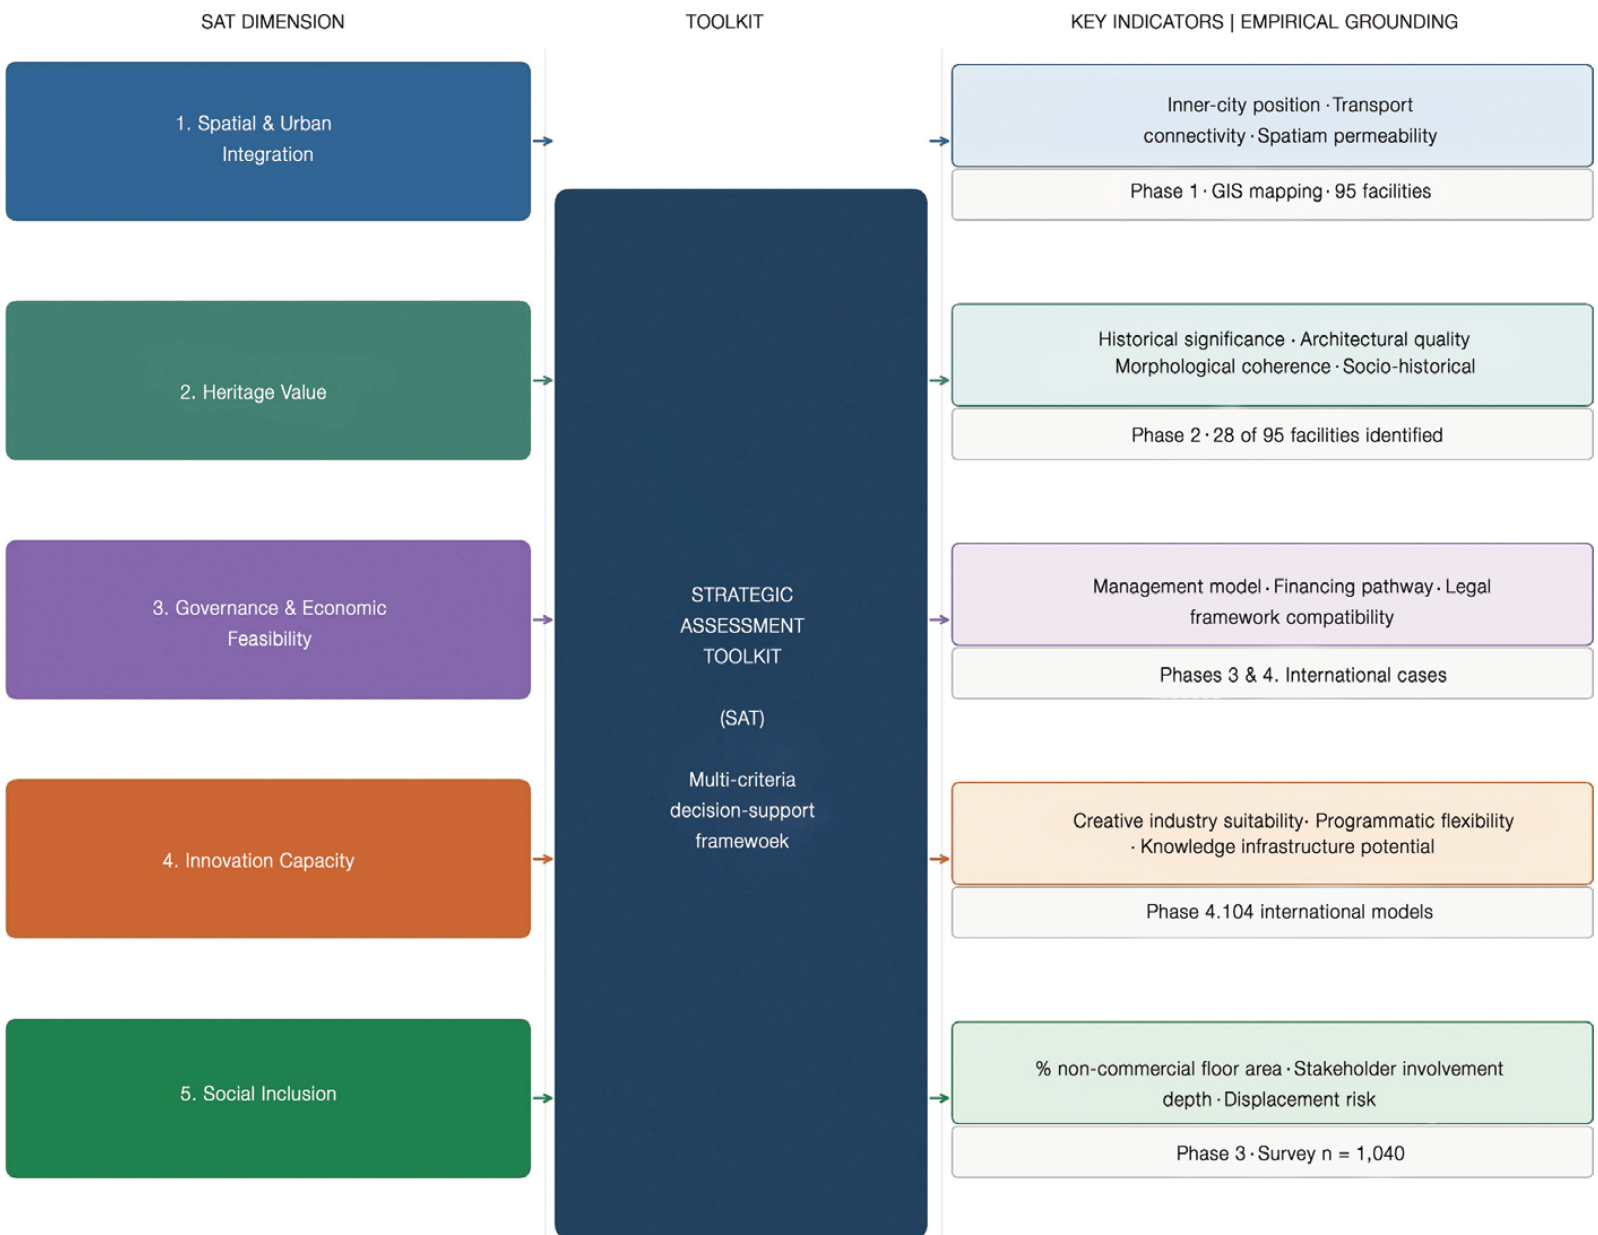 SAT DIMENSION
TOOLKIT
KEY INDICATORS | EMPIRICAL GROUNDING
1. Spatial & Urban
Integration
Inner-city position · Transport
connectivity · Spatiam permeability
Phase 1 · GIS mapping · 95 facilities
2. Heritage Value
Historical significance · Architectural quality
Morphological coherence · Socio-historical
Phase 2 · 28 of 95 facilities identified
3. Governance & Economic
Feasibility
STRATEGIC
ASSESSMENT
TOOLKIT
(SAT)
Multi-criteria
decision-support
framewoek
Management model · Financing pathway · Legal
framework compatibility
Phases 3 & 4. International cases
4. Innovation Capacity
Creative industry suitability · Programmatic flexibility
· Knowledge infrastructure potential
Phase 4.104 international models
5. Social Inclusion
% non-commercial floor area · Stakeholder involvement
depth · Displacement risk
Phase 3 · Survey n = 1,040